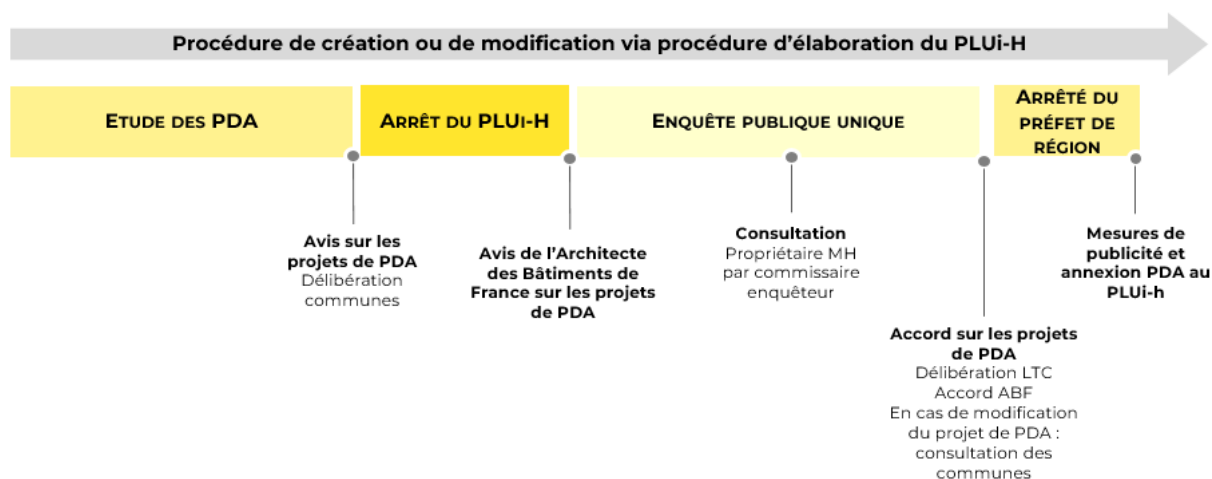 Procédure de création ou de modification via procédure d’élaboration du PLUi-H
ETUDE DES PDA
ARRÊT DU PLUI-H
ENQUÊTE PUBLIQUE UNIQUE
ARRÊTÉ DU
PRÉFET DE
RÉGION
Avis sur les
projets de PDA
Délibération
communes
Avis de l’Architecte
des Bâtiments de
France sur les projets
de PDA
Consultation
Propriétaire MH
par commissaire
enquêteur
Accord sur les projets
de PDA
Délibération LTC
Accord ABF
En cas de modification
du projet de PDA :
consultation des
communes
Mesures de
publicité et
annexion PDA au
PLUi-h